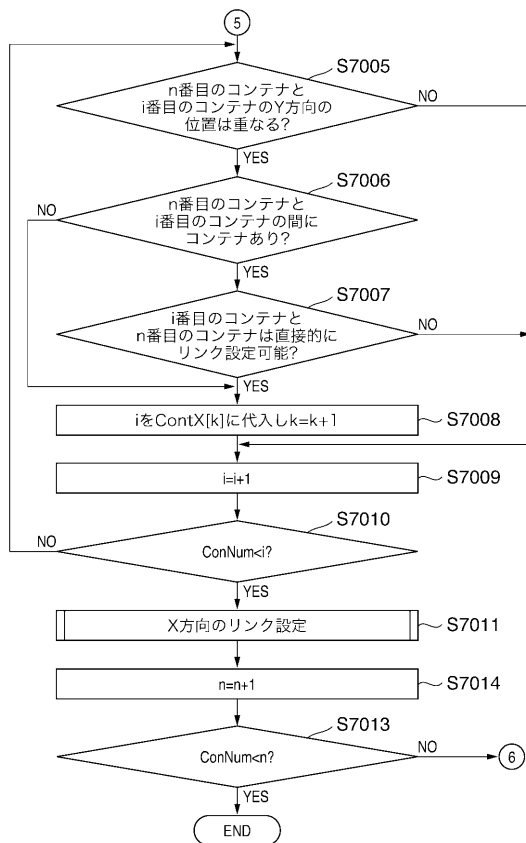 5
S7005
n番目のコンテナと
i番目のコンテナのY方向の
位置は重なる?
NO
YES
S7006
n番目のコンテナと
i番目のコンテナの間に
コンテナあり?
NO
YES
S7007
i番目のコンテナと
n番目のコンテナは直接的に
リンク設定可能?
NO
YES
iをContX[k]に代入しk=k+1
S7008
i=i+1
S7009
S7010
ConNum<i?
NO
YES
X方向のリンク設定
S7011
n=n+1
S7014
S7013
ConNum<n?
NO
6
YES
END